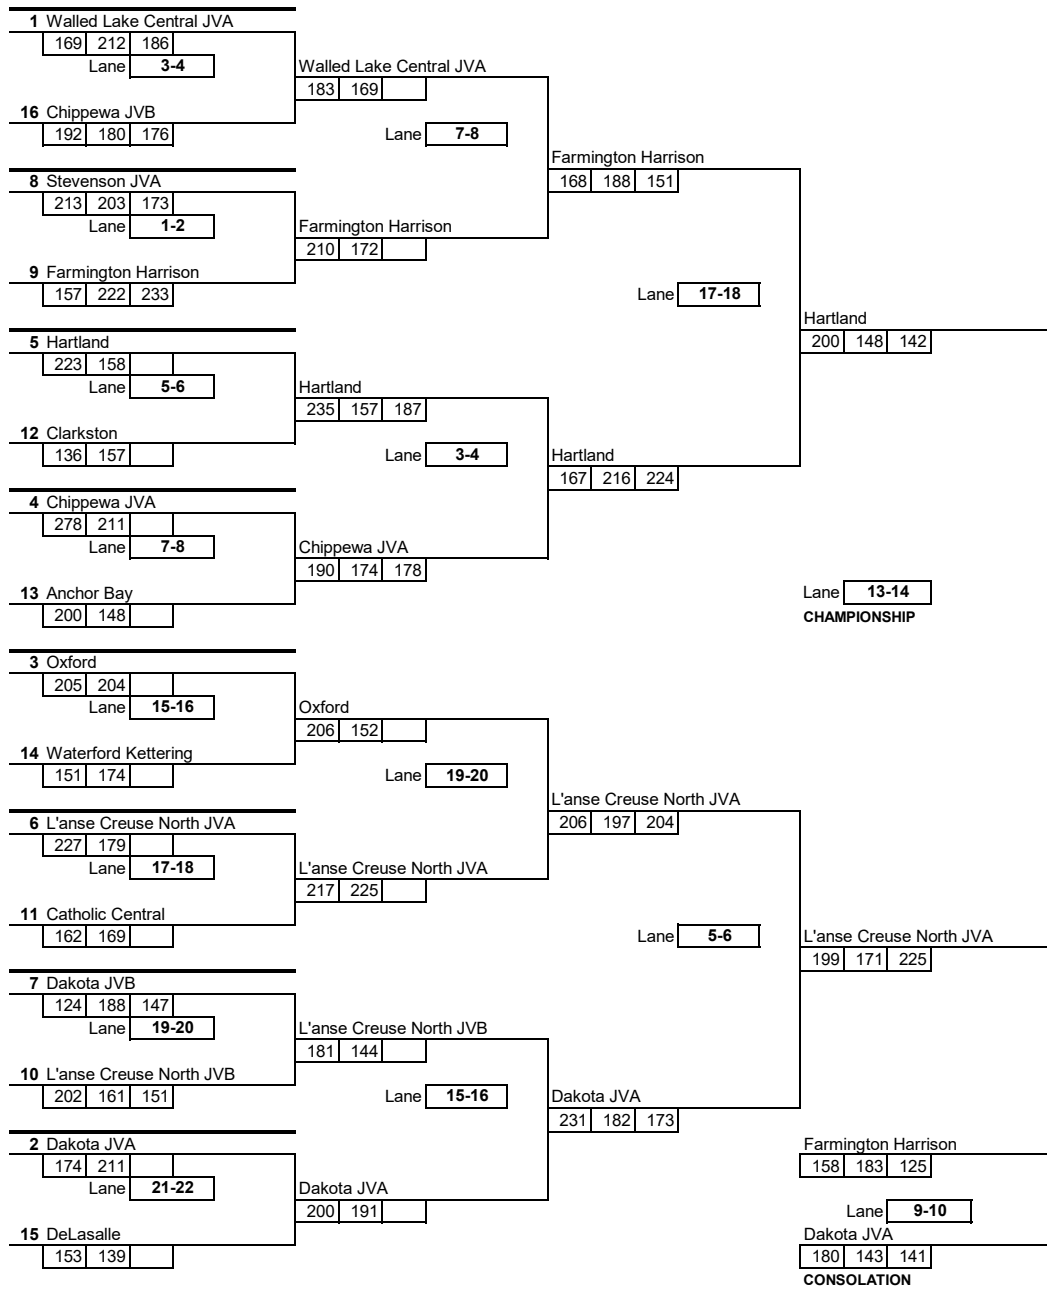 1 Walled Lake Central JVA
169 212 186
Lane 3-4
Walled Lake Central JVA
183 169
16 Chippewa JVB
192 180 176
Lane 7-8
Farmington Harrison
168 188 151
8 Stevenson JVA
213 203 173
Lane 1-2
Farmington Harrison
210 172
9 Farmington Harrison
157 222 233
Lane 17-18
Hartland
200 148 142
5 Hartland
223 158
Lane 5-6
Hartland
235 157 187
12 Clarkston
136 157
Lane 3-4
Hartland
167 216 224
4 Chippewa JVA
278 211
Lane 7-8
Chippewa JVA
190 174 178
13 Anchor Bay
200 148
Lane 13-14
CHAMPIONSHIP
3 Oxford
205 204
Lane 15-16
Oxford
206 152
14 Waterford Kettering
151 174
Lane 19-20
L'anse Creuse North JVA
206 197 204
6 L'anse Creuse North JVA
227 179
Lane 17-18
L'anse Creuse North JVA
217 225
11 Catholic Central
162 169
Lane 5-6
L'anse Creuse North JVA
199 171 225
7 Dakota JVB
124 188 147
Lane 19-20
L'anse Creuse North JVB
181 144
10 L'anse Creuse North JVB
202 161 151
Lane 15-16
Dakota JVA
231 182 173
2 Dakota JVA
174 211
Lane 21-22
Dakota JVA
200 191
15 DeLasalle
153 139
Farmington Harrison
158 183 125
Lane 9-10
Dakota JVA
180 143 141
CONSOLATION